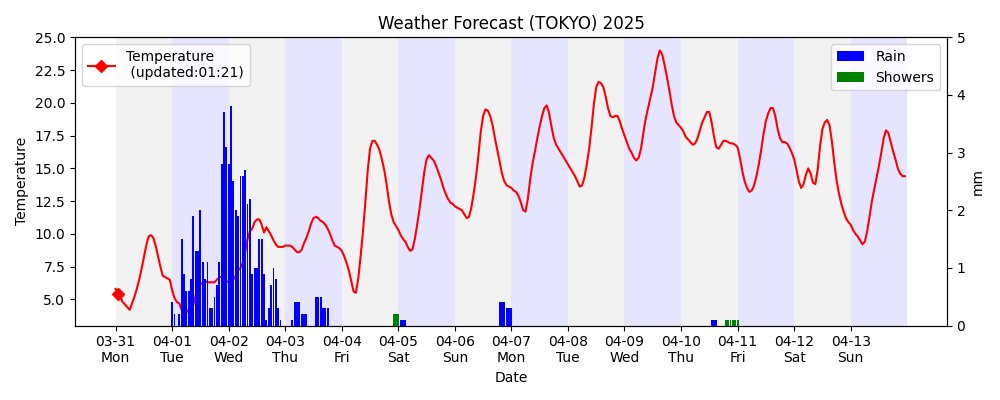 Weather Forecast (TOKYO) 2025
25.0
22.5
20.0
17.5
15.0
12.5
10.0
7.5
5.0
Temperature
Temperature
(updated:01:21)
Rain
Showers
5
4
3
2
1
0
mm
03-31 04-01 04-02 04-03 04-04 04-05 04-06 04-07 04-08 04-09 04-10 04-11 04-12 04-13
Mon Tue Wed Thu Fri Sat Sun Mon Tue Wed Thu Fri Sat Sun
Date